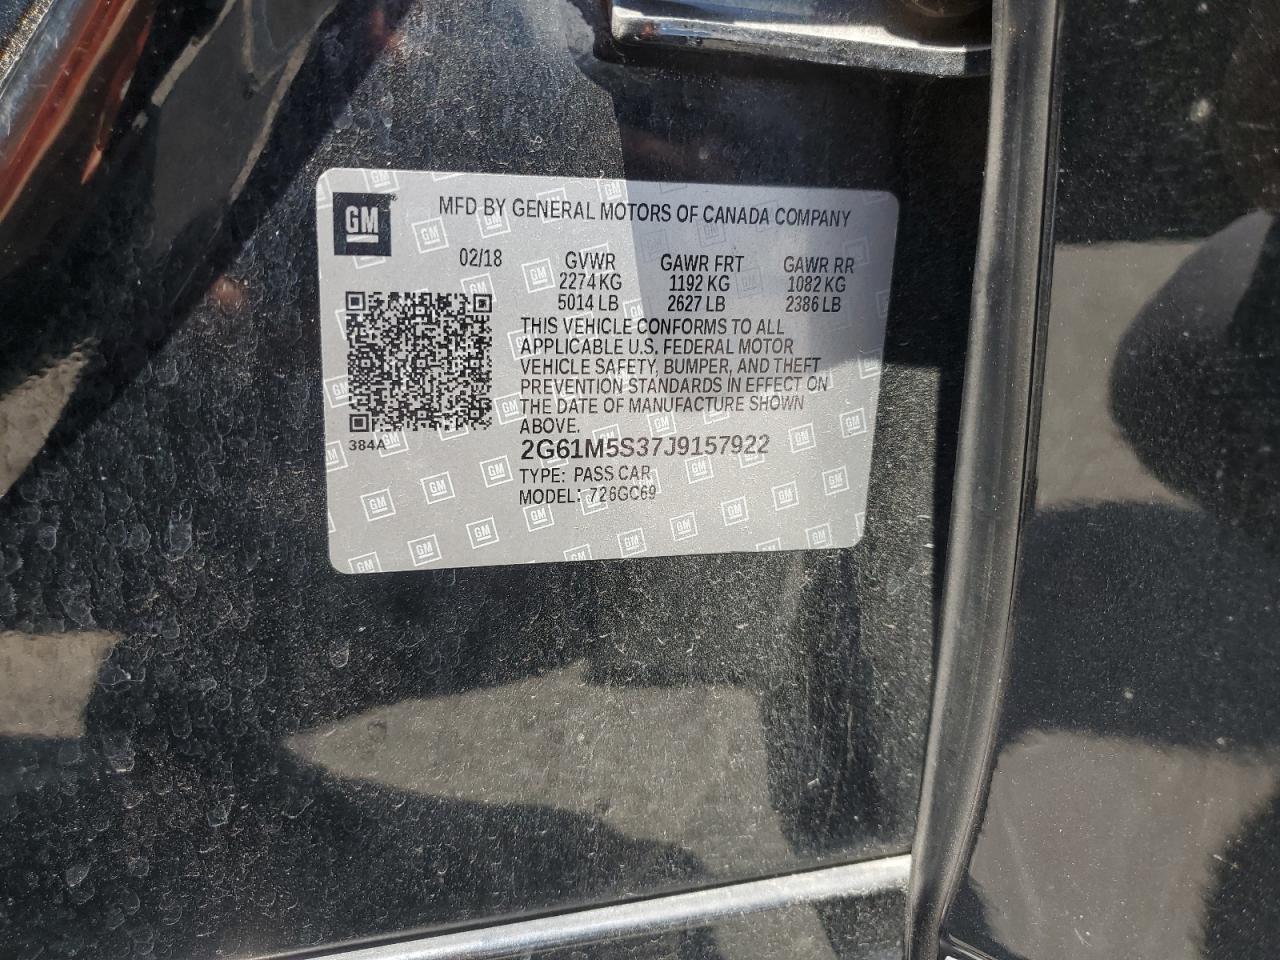 GM
MFD BY GENERAL MOTORS OF CANADA COMPANY
02/18 GVWR GAWR FRT GAWR RR
2274 KG 1192 KG 1082 KG
5014 LB 2627 LB 2386 LB
THIS VEHICLE CONFORMS TO ALL
APPLICABLE U.S. FEDERAL MOTOR
VEHICLE SAFETY, BUMPER, AND THEFT
PREVENTION STANDARDS IN EFFECT ON
THE DATE OF MANUFACTURE SHOWN
ABOVE.
384A
2G61M5S37J9157922
TYPE: PASS CAR
MODEL: 726GC69